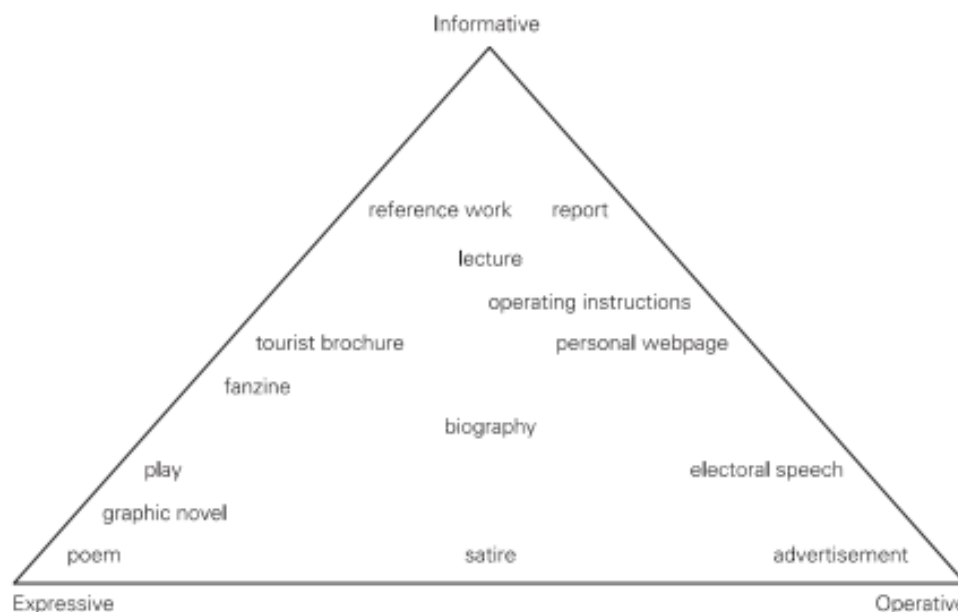 Informative
reference work report
lecture
operating instructions
tourist brochure personal webpage
fanzine
biography
play electoral speech
graphic novel
poem satire advertisement
Expressive Operative